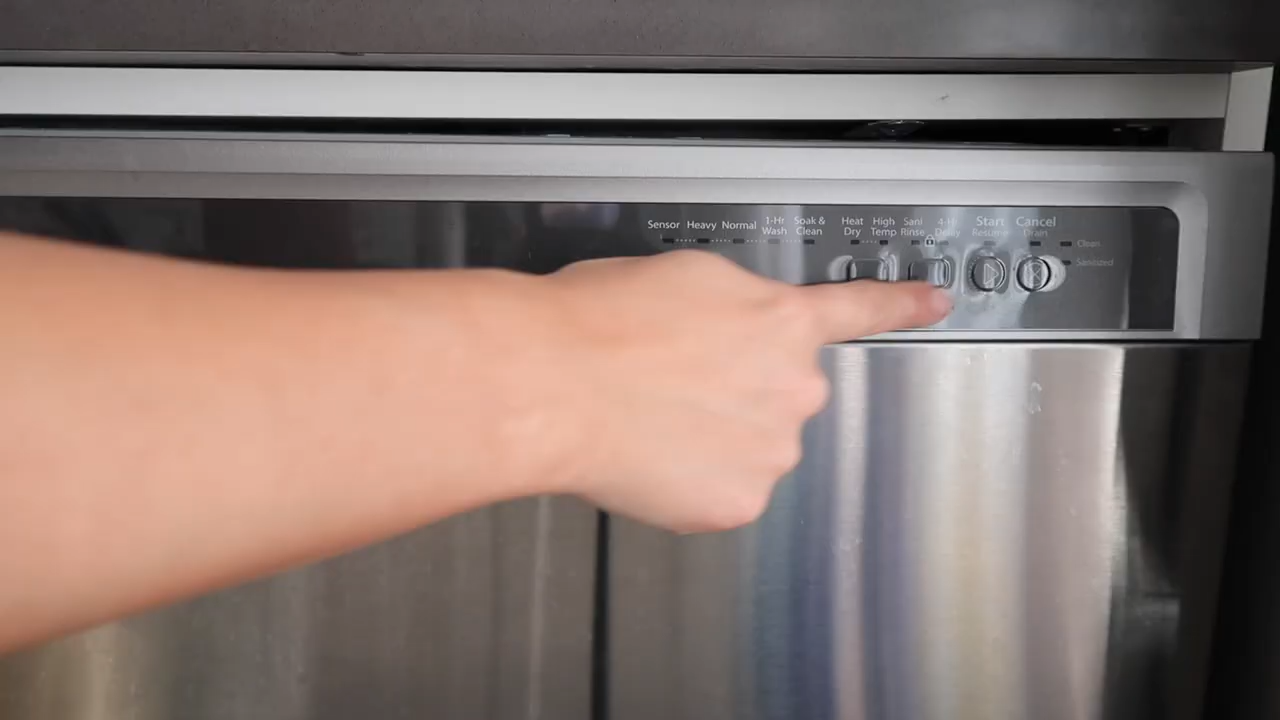 Sensor Heavy Normal 1-Hr Wash Soak & Clean Heat Dry High Temp Sani Rinse 4-Hr Delay Start Resume Cancel Drain
Clean
Sanitized